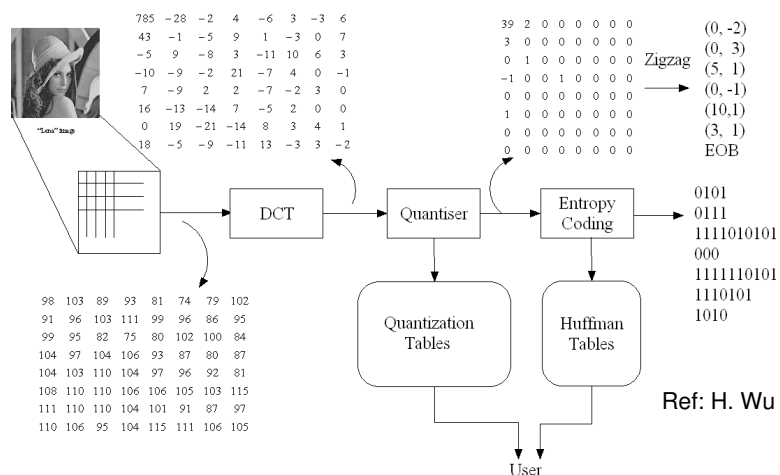 785 -28 -2 4 -6 3 -3 6
43 -1 -5 9 1 -3 0 7
-5 9 -8 3 -11 10 6 3
-10 -9 -2 21 -7 4 0 -1
7 -9 2 2 -7 -2 3 0
16 -13 -14 7 -5 2 0 0
0 19 -21 -14 8 3 4 1
18 -5 -9 -11 13 -3 3 -2
39 2 0 0 0 0 0 0
3 0 0 0 0 0 0 0
0 1 0 0 0 0 0 0
-1 0 0 1 0 0 0 0
0 0 0 0 0 0 0 0
1 0 0 0 0 0 0 0
0 0 0 0 0 0 0 0
0 0 0 0 0 0 0 0
Zigzag
(0, -2)
(0, 3)
(5, 1)
(0, -1)
(10,1)
(3, 1)
EOB
"Lena" image
DCT
Quantiser
Entropy
Coding
0101
0111
1111010101
000
1111110101
1110101
1010
98 103 89 93 81 74 79 102
91 96 103 111 99 96 86 95
99 95 82 75 80 102 100 84
104 97 104 106 93 87 80 87
104 103 110 104 97 96 92 81
108 110 110 106 106 105 103 115
111 110 110 104 101 91 87 97
110 106 95 104 115 111 106 105
Quantization
Tables
Huffman
Tables
Ref: H. Wu
User